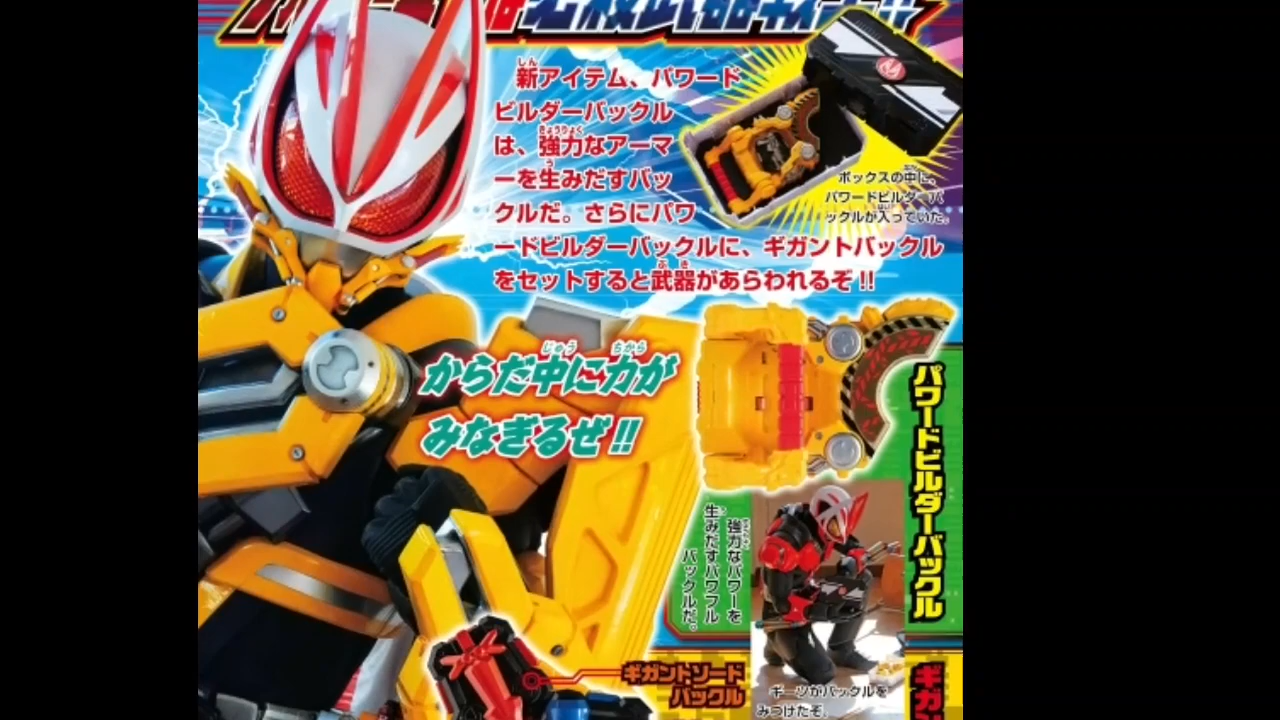 新アイテム、パワード
ビルダーバックル
は、強力なアーマ
ーを生みだすバッ
クルだ。さらにパワ
ードビルダーバックルに、ギガントバックル
をセットすると武器があらわれるぞ!!
ボックスの中に、
パワードビルダーバ
ックルが入っていた。
からだ中に力が
みなぎるぜ!!
パワードビルダーバックル
強力なパワーを
生みだすパワフル
バックルだ。
ギガントソード
バックル
ギーツがバックルを
みつけたぞ。
ギガン